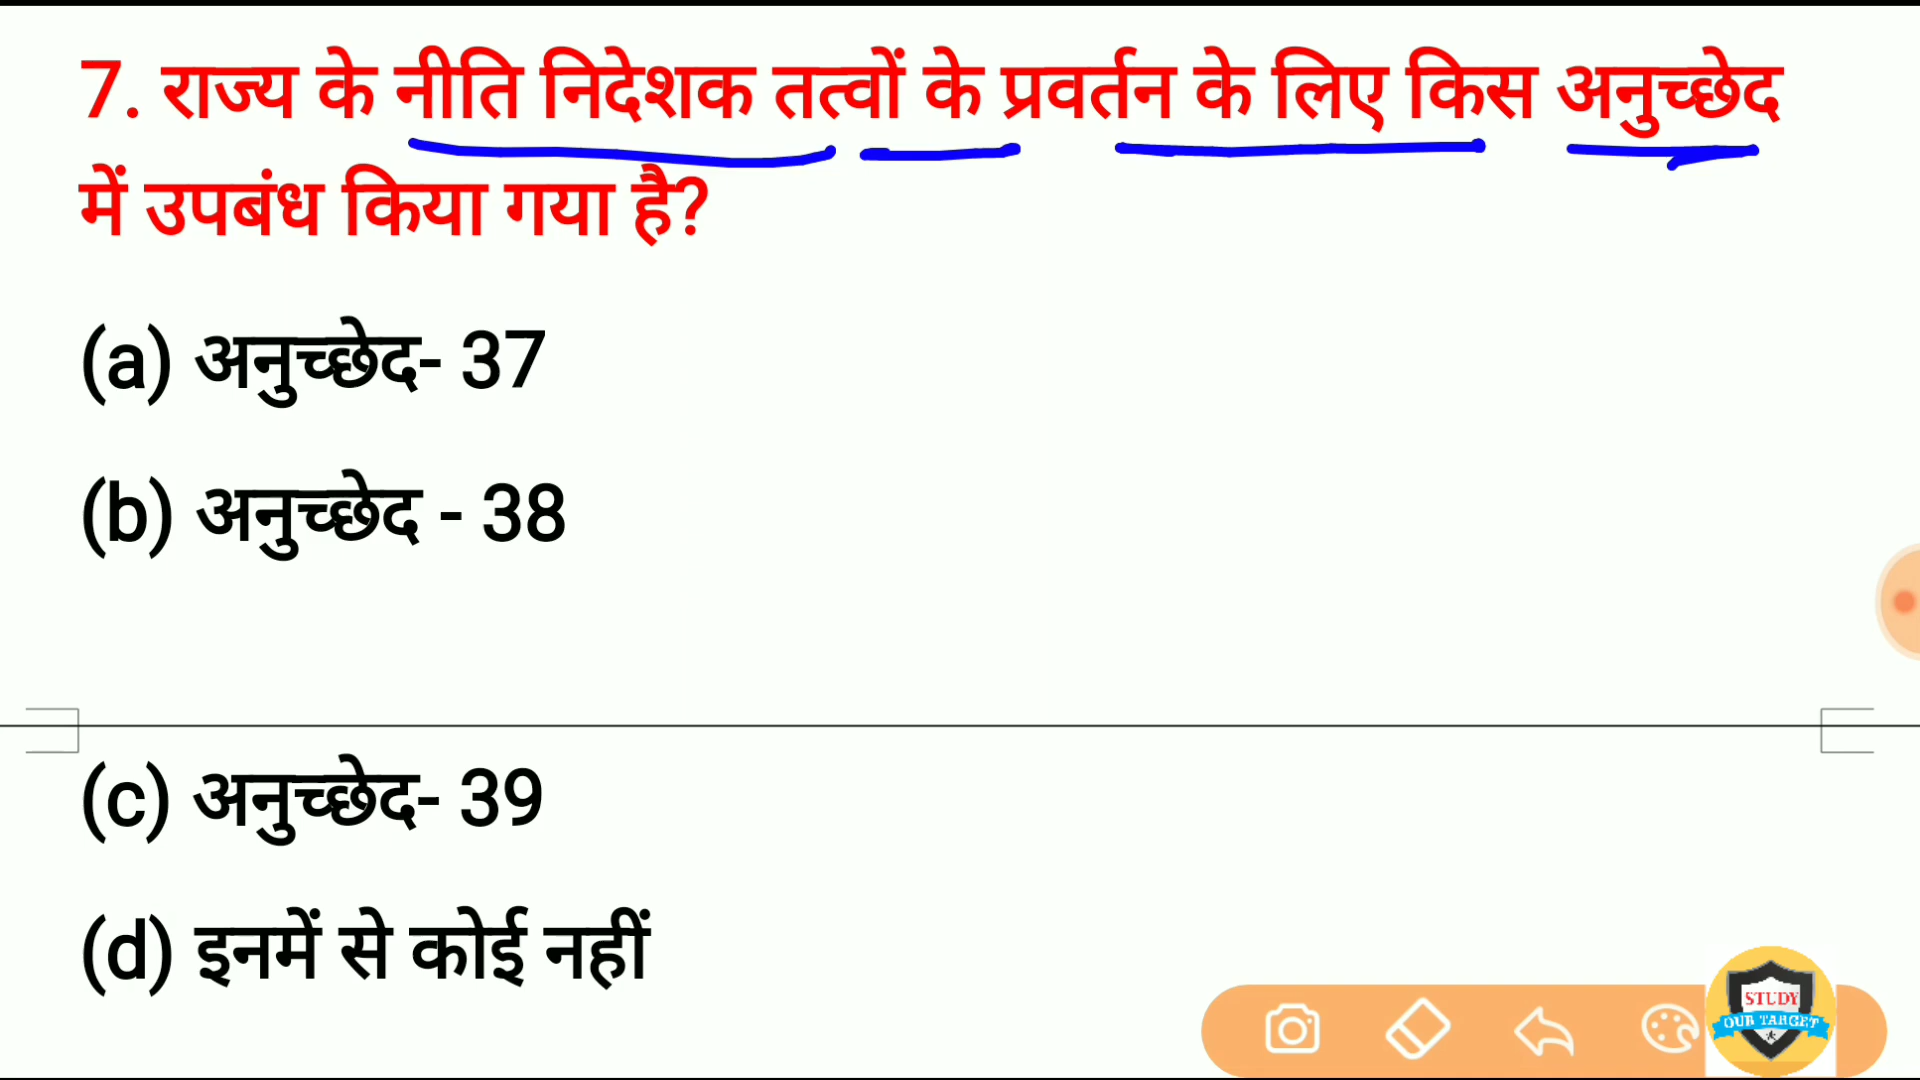 7. राज्य के नीति निदेशक तत्वों के प्रवर्तन के लिए किस अनुच्छेद
में उपबंध किया गया है?
(a) अनुच्छेद- 37
(b) अनुच्छेद - 38
(c) अनुच्छेद- 39
(d) इनमें से कोई नहीं
STUDY
OUR TARGET